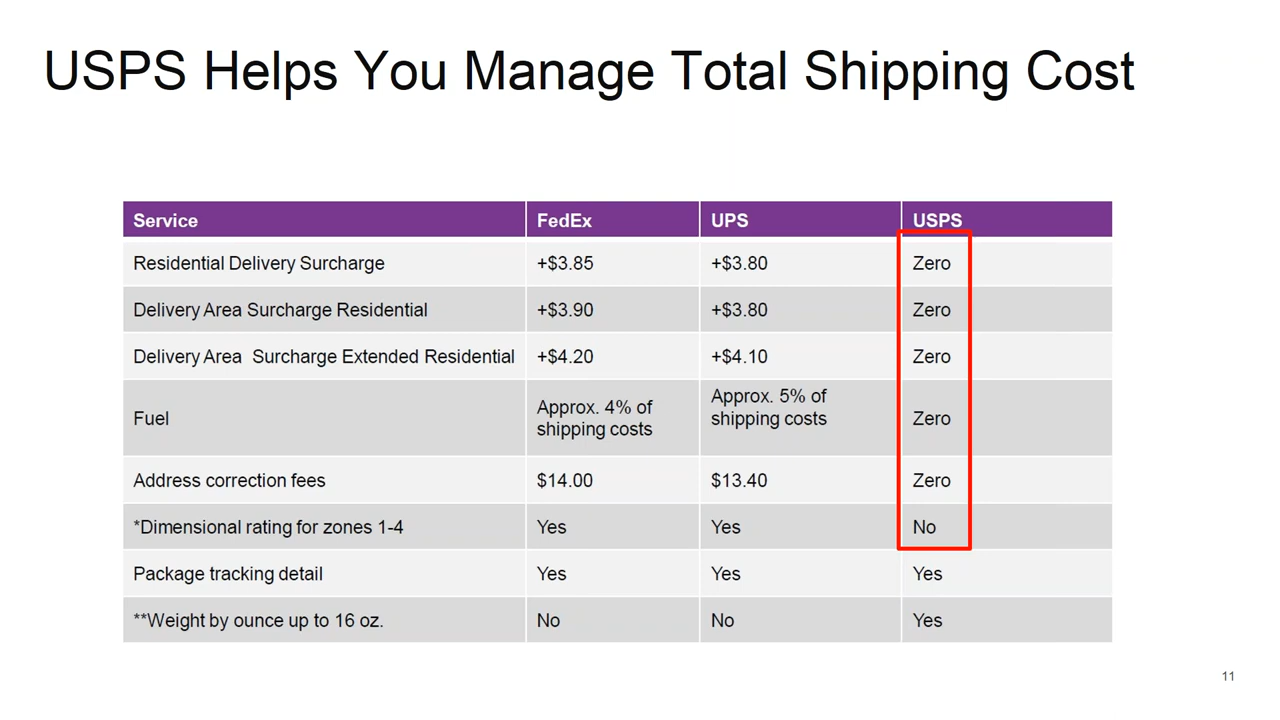 USPS Helps You Manage Total Shipping Cost
Service FedEx UPS USPS
Residential Delivery Surcharge +$3.85 +$3.80 Zero
Delivery Area Surcharge Residential +$3.90 +$3.80 Zero
Delivery Area  Surcharge Extended Residential +$4.20 +$4.10 Zero
Fuel Approx. 4% of shipping costs Approx. 5% of shipping costs Zero
Address correction fees $14.00 $13.40 Zero
*Dimensional rating for zones 1-4 Yes Yes No
Package tracking detail Yes Yes Yes
**Weight by ounce up to 16 oz. No No Yes
11